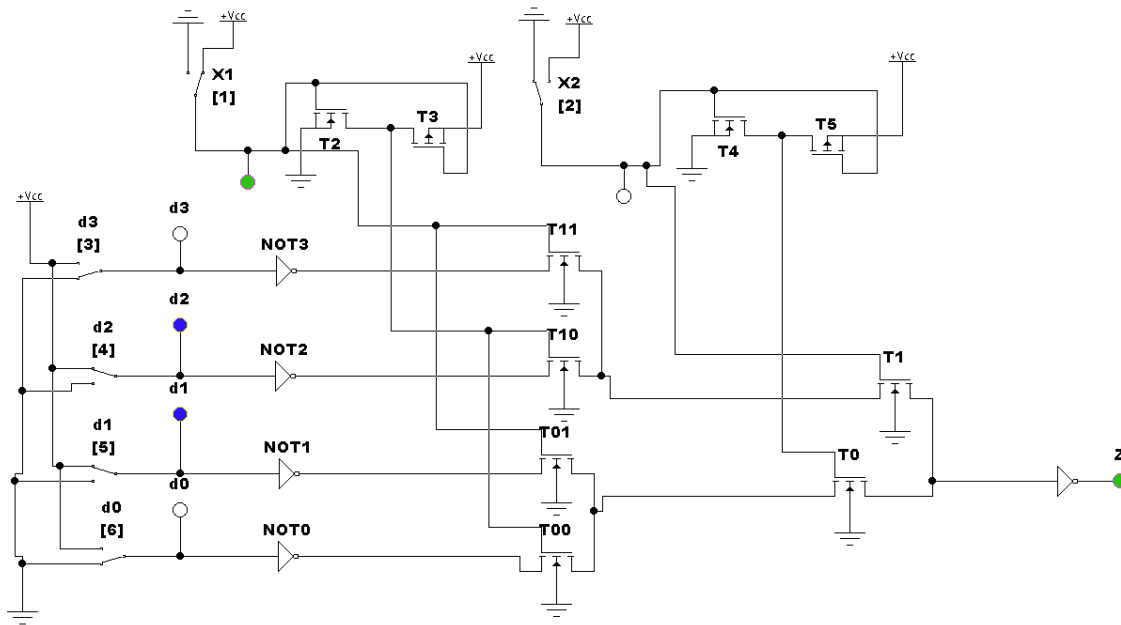 +Vcc
X1
[1]
+Vcc
T2
T3
+Vcc
X2
[2]
+Vcc
T4
T5
+Vcc
d3
[3]
d3
NOT3
T11
d2
[4]
d2
NOT2
T10
T1
d1
[5]
d1
NOT1
T01
T0
Z
d0
[6]
d0
NOT0
T00